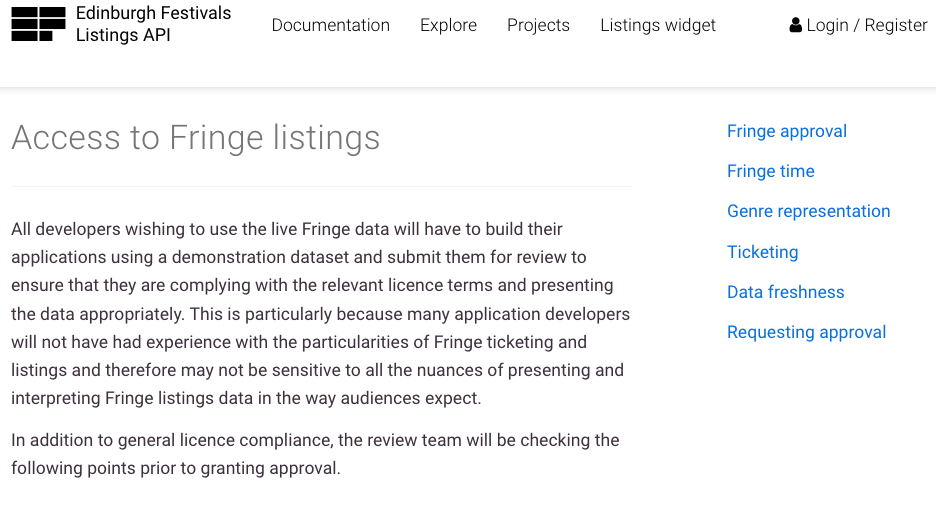 Edinburgh Festivals
Listings API
Documentation
Explore
Projects
Listings widget
Login / Register
Access to Fringe listings
All developers wishing to use the live Fringe data will have to build their
applications using a demonstration dataset and submit them for review to
ensure that they are complying with the relevant licence terms and presenting
the data appropriately. This is particularly because many application developers
will not have had experience with the particularities of Fringe ticketing and
listings and therefore may not be sensitive to all the nuances of presenting and
interpreting Fringe listings data in the way audiences expect.
In addition to general licence compliance, the review team will be checking the
following points prior to granting approval.
Fringe approval
Fringe time
Genre representation
Ticketing
Data freshness
Requesting approval